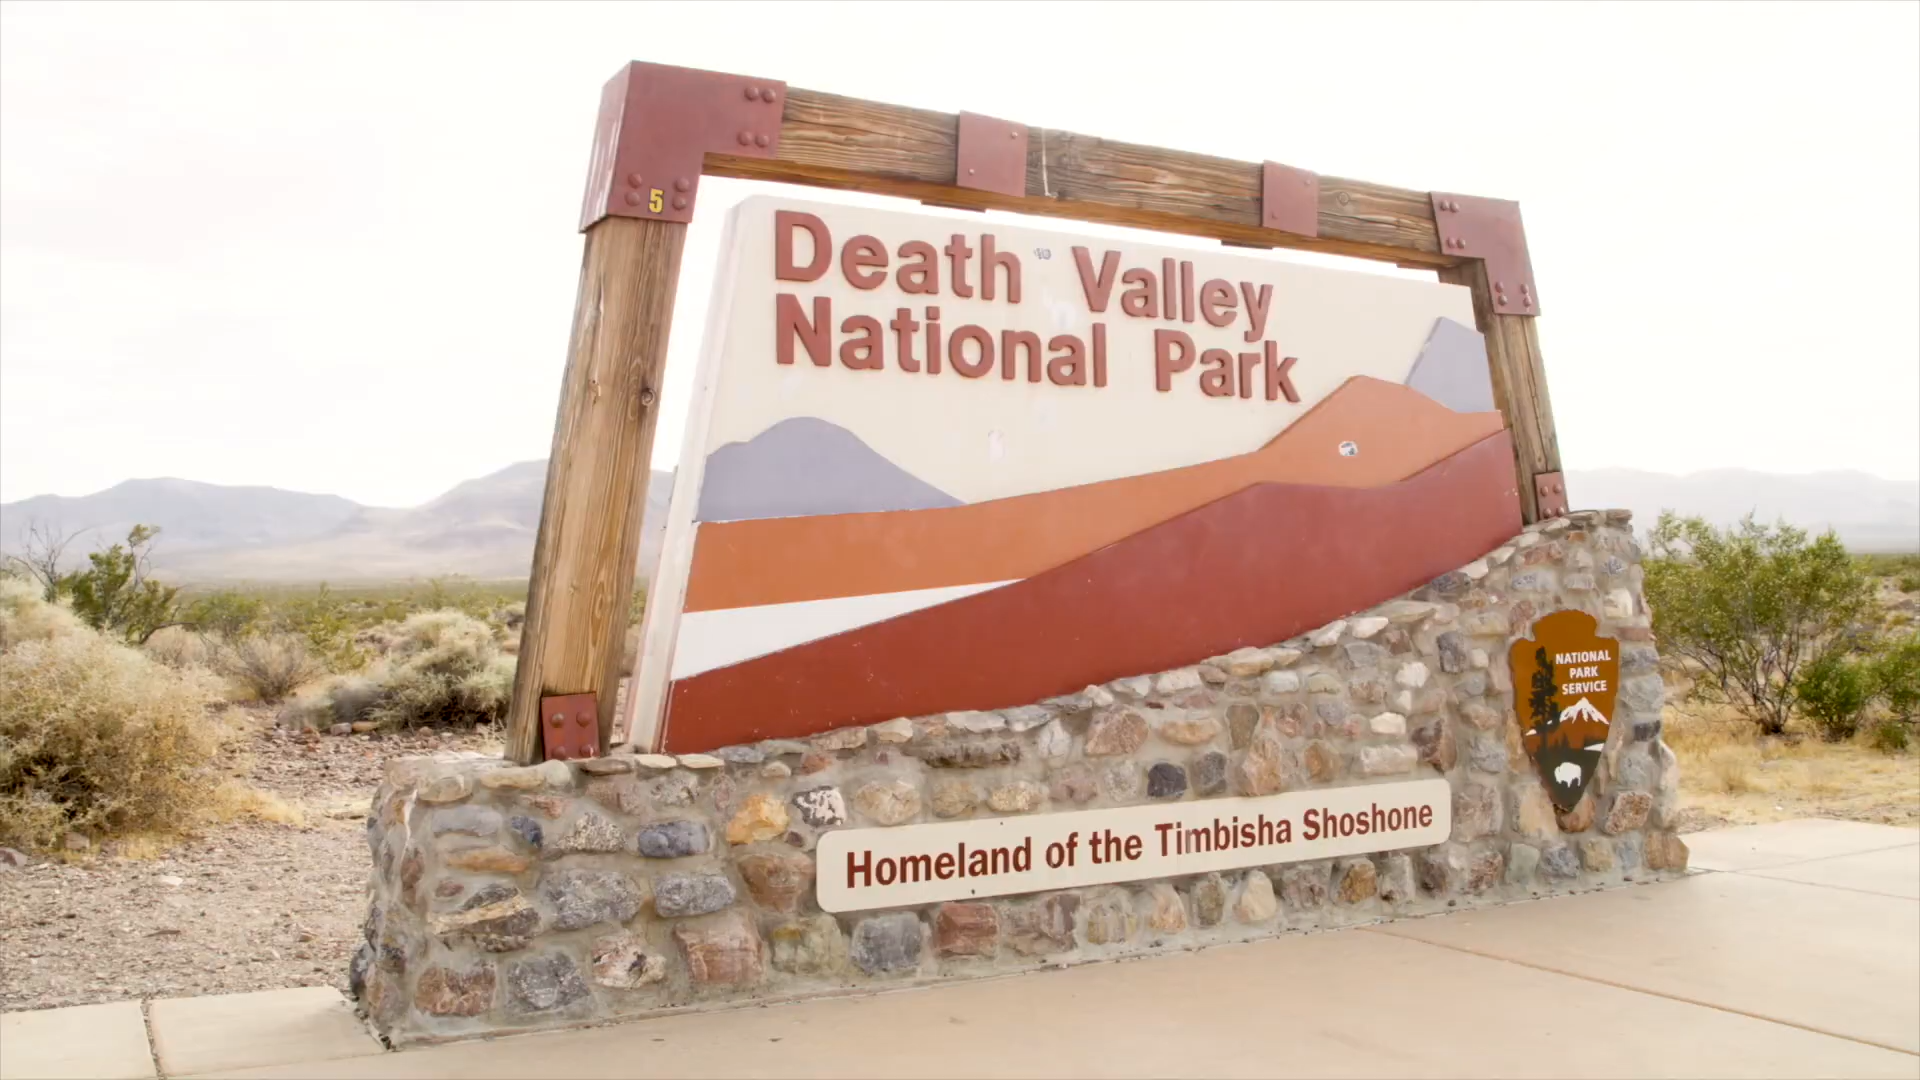 5
Death Valley
National Park
NATIONAL
PARK
SERVICE
Homeland of the Timbisha Shoshone